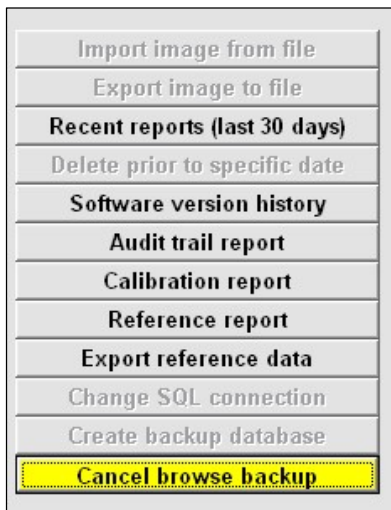 Import image from file
Export image to file
Recent reports (last 30 days)
Delete prior to specific date
Software version history
Audit trail report
Calibration report
Reference report
Export reference data
Change SQL connection
Create backup database
Cancel browse backup